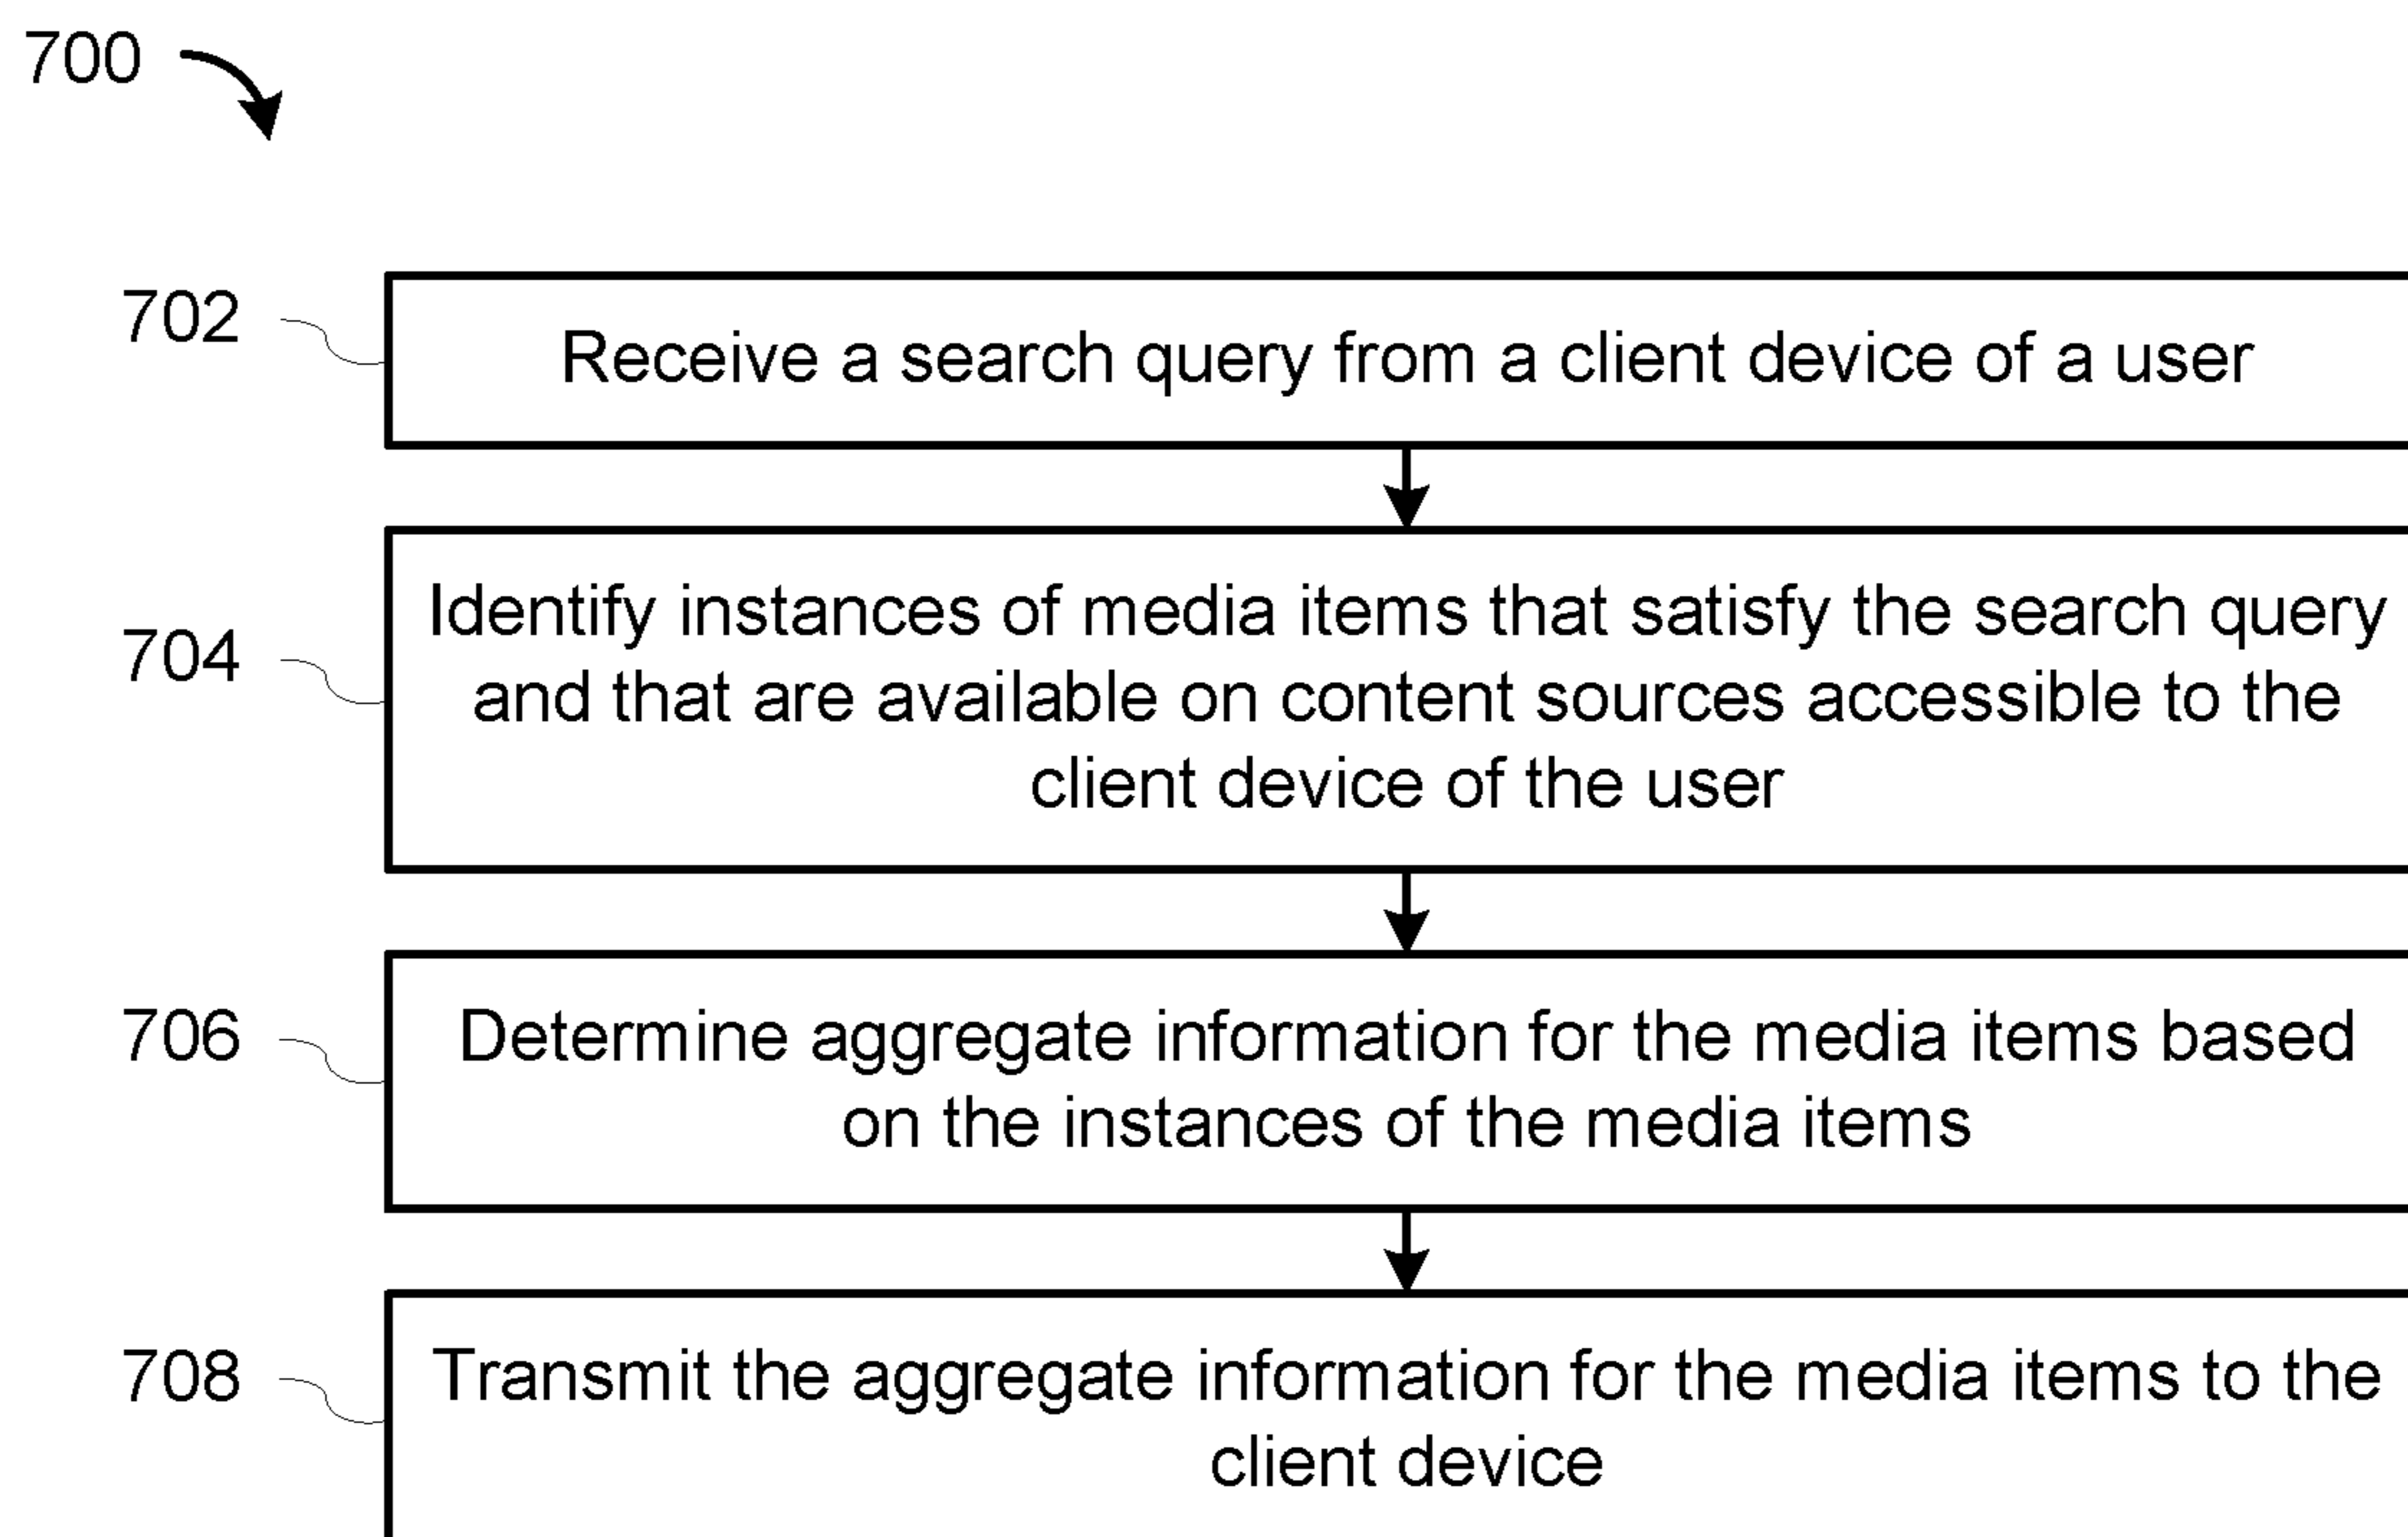 700
702
Receive a search query from a client device of a user
704
Identify instances of media items that satisfy the search query
and that are available on content sources accessible to the
client device of the user
706
Determine aggregate information for the media items based
on the instances of the media items
708
Transmit the aggregate information for the media items to the
client device